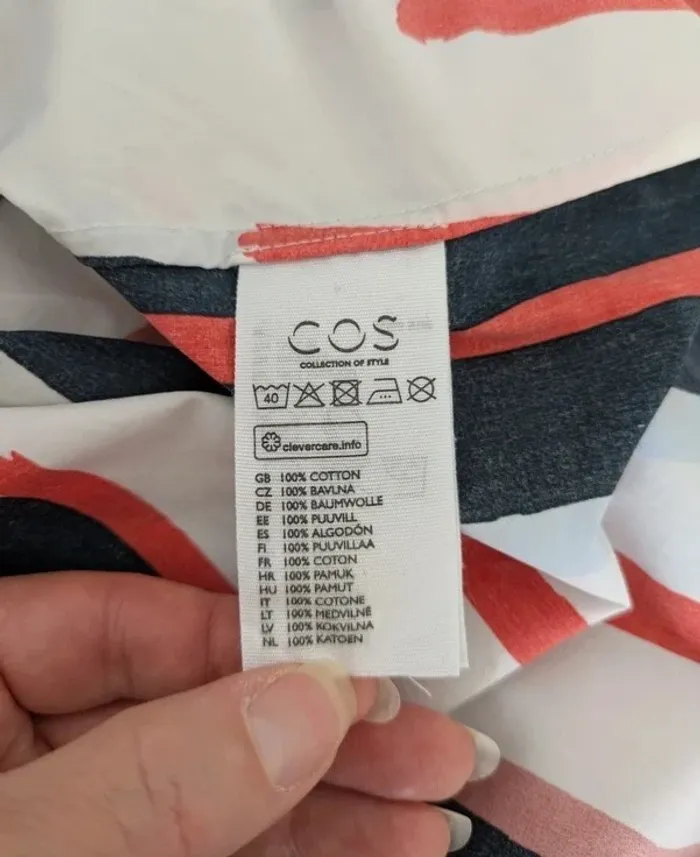 COS
COLLECTION OF STYLE
40
clevercare.info
GB 100% COTTON
CZ 100% BAVLNA
DE 100% BAUMWOLLE
EE 100% PUUVILL
ES 100% ALGODÓN
FI 100% PUUVILLAA
FR 100% COTON
HR 100% PAMUK
HU 100% PAMUT
IT 100% COTONE
LT 100% MEDVILNĖ
LV 100% KOKVILNA
NL 100% KATOEN